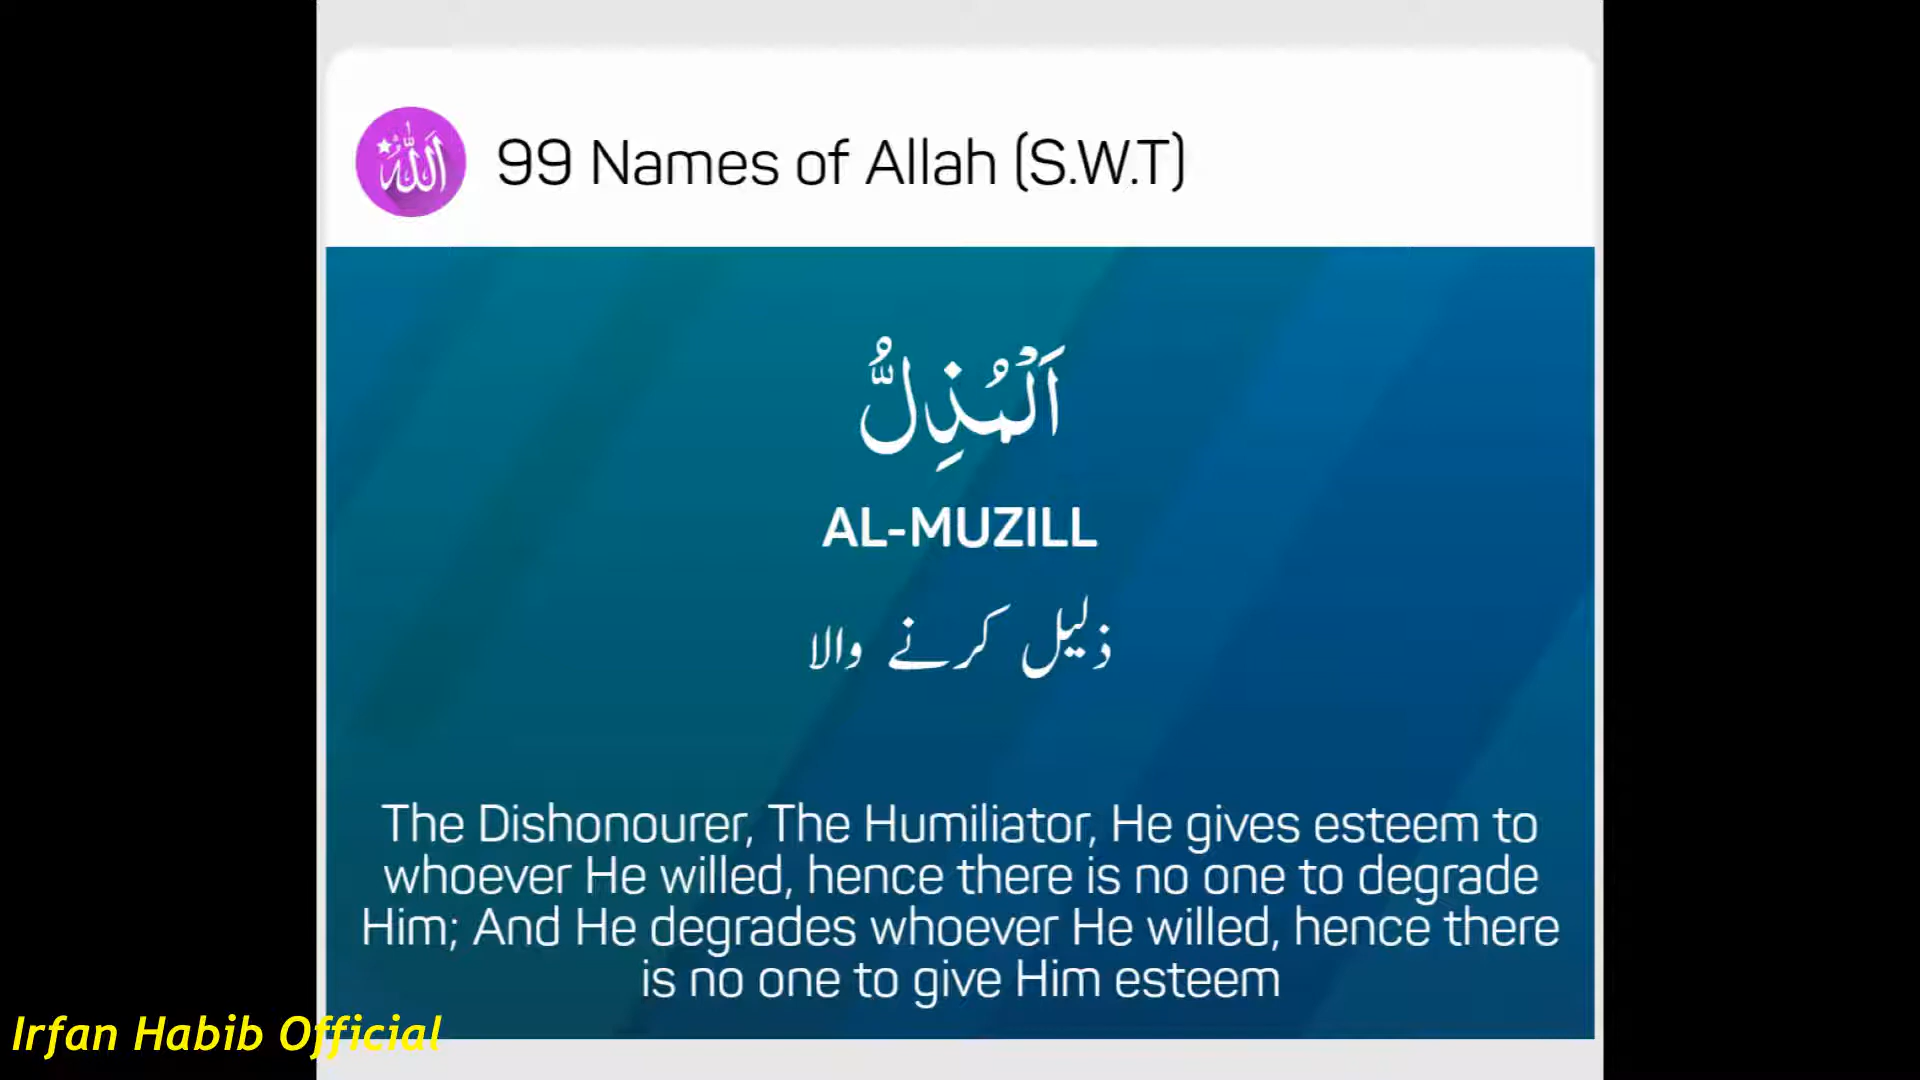 الله
99 Names of Allah (S.W.T)
اَلْمُذِلُّ
AL-MUZILL
ذلیل کرنے والا
The Dishonourer, The Humiliator, He gives esteem to
whoever He willed, hence there is no one to degrade
Him; And He degrades whoever He willed, hence there
is no one to give Him esteem
Irfan Habib Official